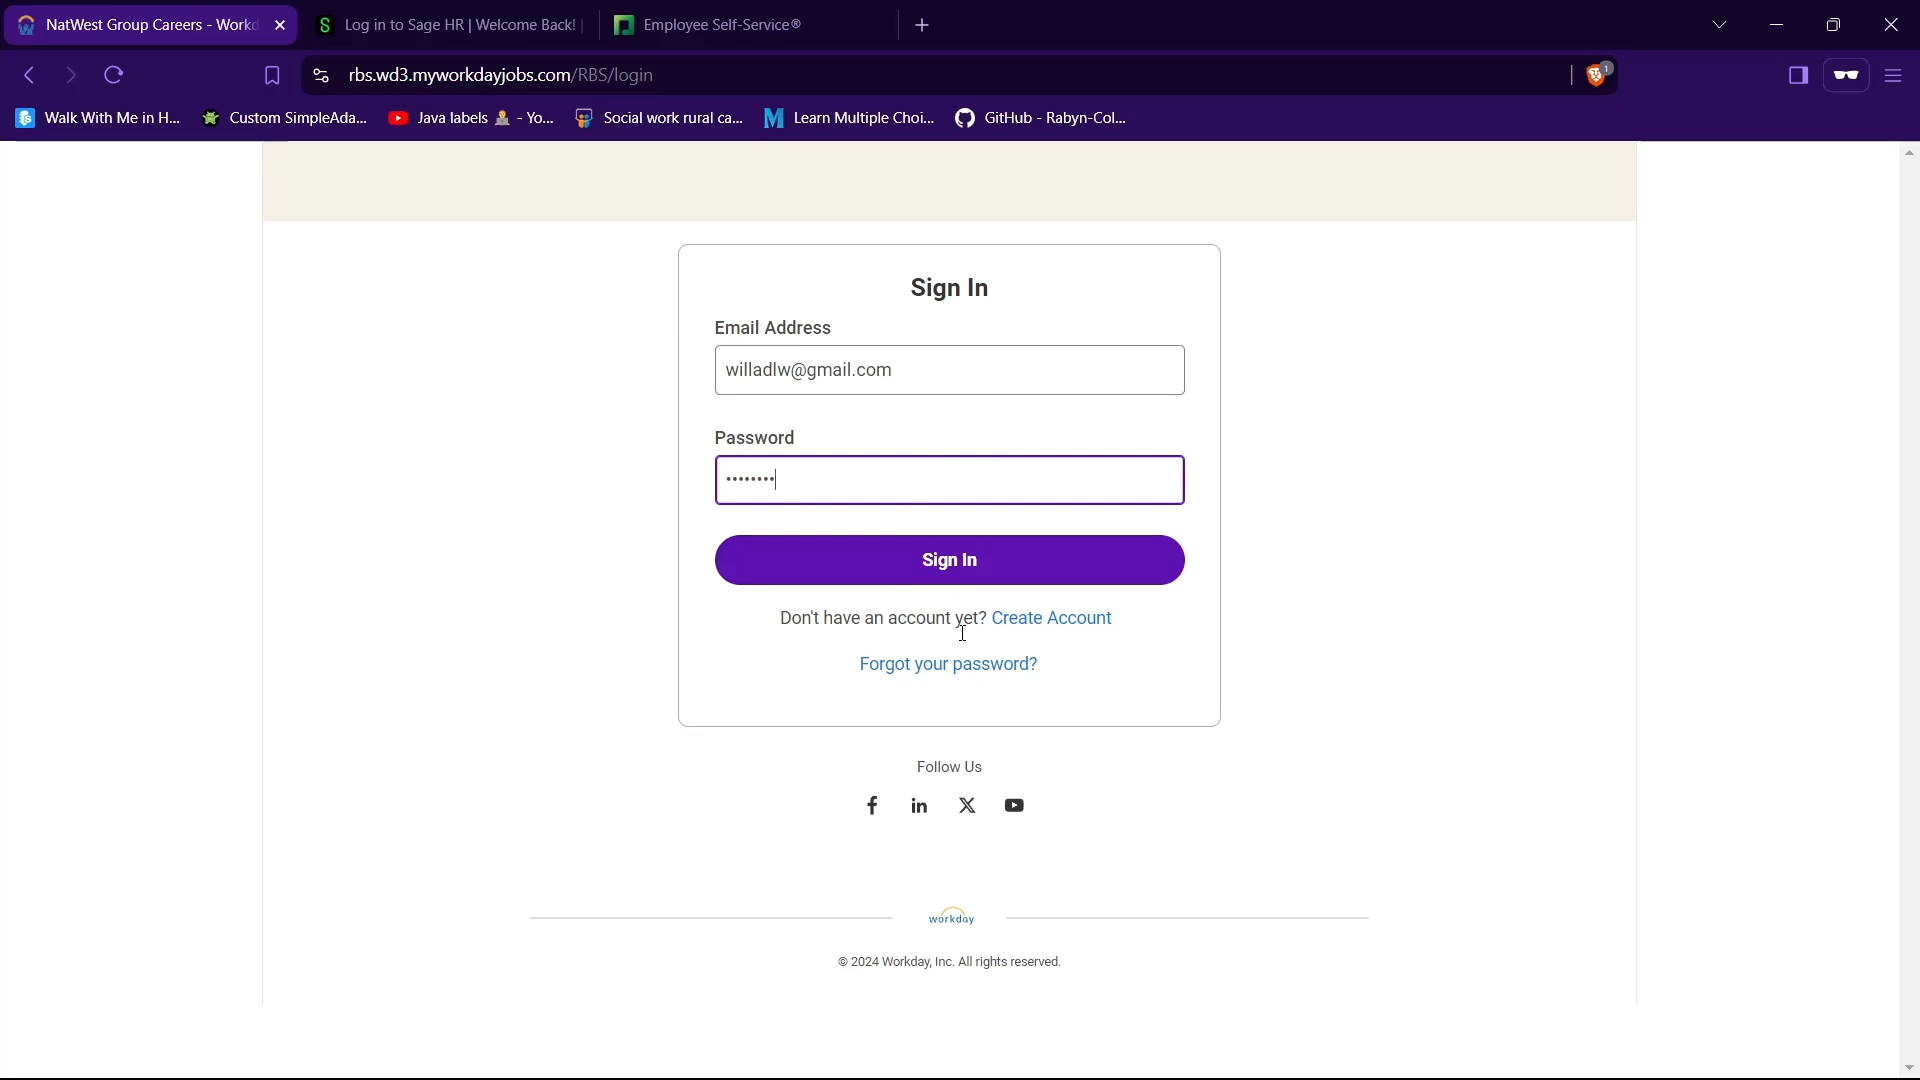 NatWest Group Careers - Workd
Log in to Sage HR | Welcome Back! |
Employee Self-Service®
rbs.wd3.myworkdayjobs.com/RBS/login
1
Walk With Me in H...
Custom SimpleAda...
Java labels 🧑‍💻 - Yo...
Social work rural ca...
Learn Multiple Choi...
GitHub - Rabyn-Col...
Sign In
Email Address
willadlw@gmail.com
Password
••••••••
Sign In
Don't have an account yet? Create Account
Forgot your password?
Follow Us
workday.
© 2024 Workday, Inc. All rights reserved.